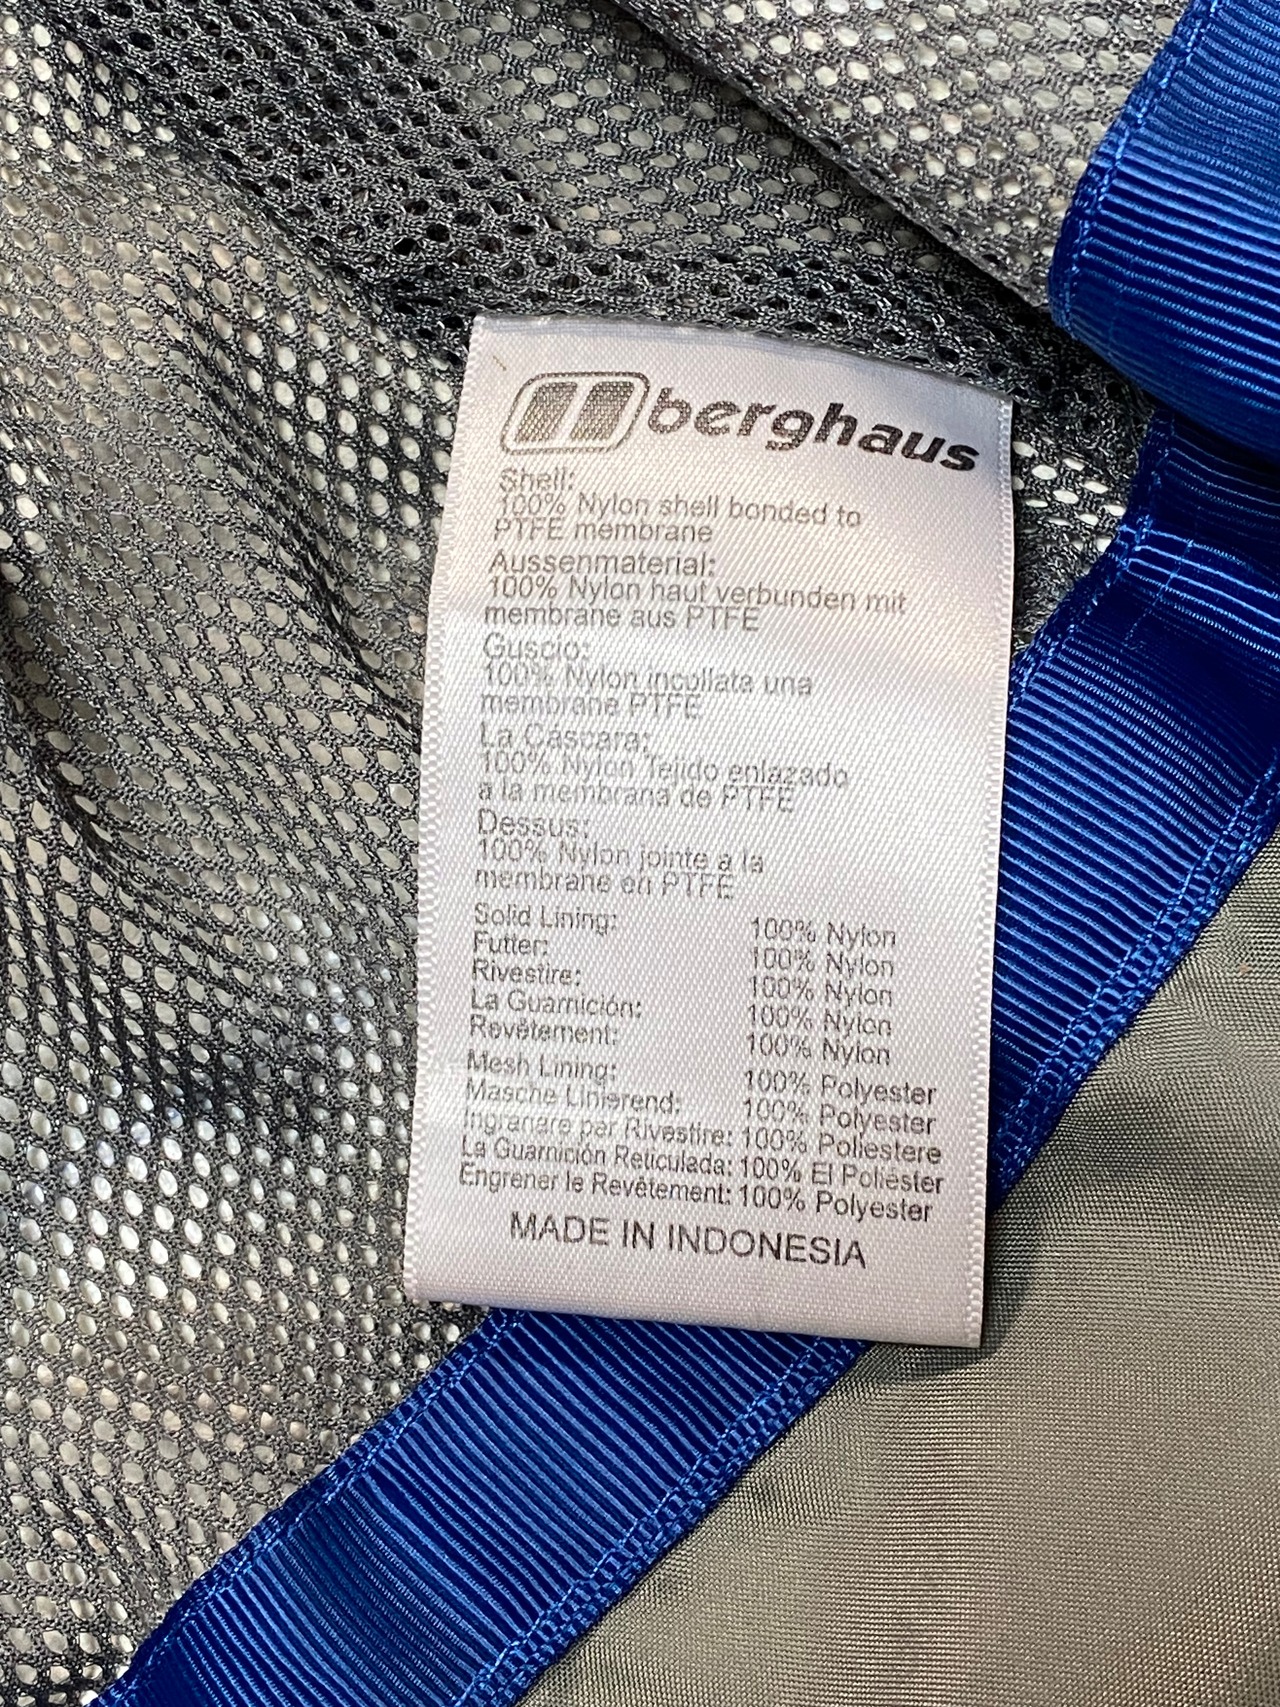 berghaus
Shell:
100% Nylon shell bonded to
PTFE membrane
Aussenmaterial:
100% Nylon haut verbunden mit
membrane aus PTFE
Guscio:
100% Nylon incollata una
membrane PTFE
La Cáscara:
100% Nylon Tejido enlazado
a la membrana de PTFE
Dessus:
100% Nylon jointe a la
membrane en PTFE
Solid Lining: 100% Nylon
Futter: 100% Nylon
Rivestire: 100% Nylon
La Guarnición: 100% Nylon
Revêtement: 100% Nylon
Mesh Lining: 100% Polyester
Masche Linierend: 100% Polyester
Ingranare per Rivestire: 100% Poliestere
La Guarnición Reticulada: 100% El Poliéster
Engrener le Revêtement: 100% Polyester
MADE IN INDONESIA